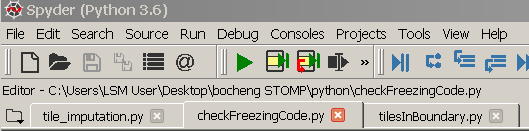 Spyder (Python 3.6)
File Edit Search Source Run Debug Consoles Projects Tools View Help
@ »
Editor - C:\Users\LSM User\Desktop\bocheng STOMP\python\checkFreezingCode.py
tile_imputation.py checkFreezingCode.py tilesInBoundary.py